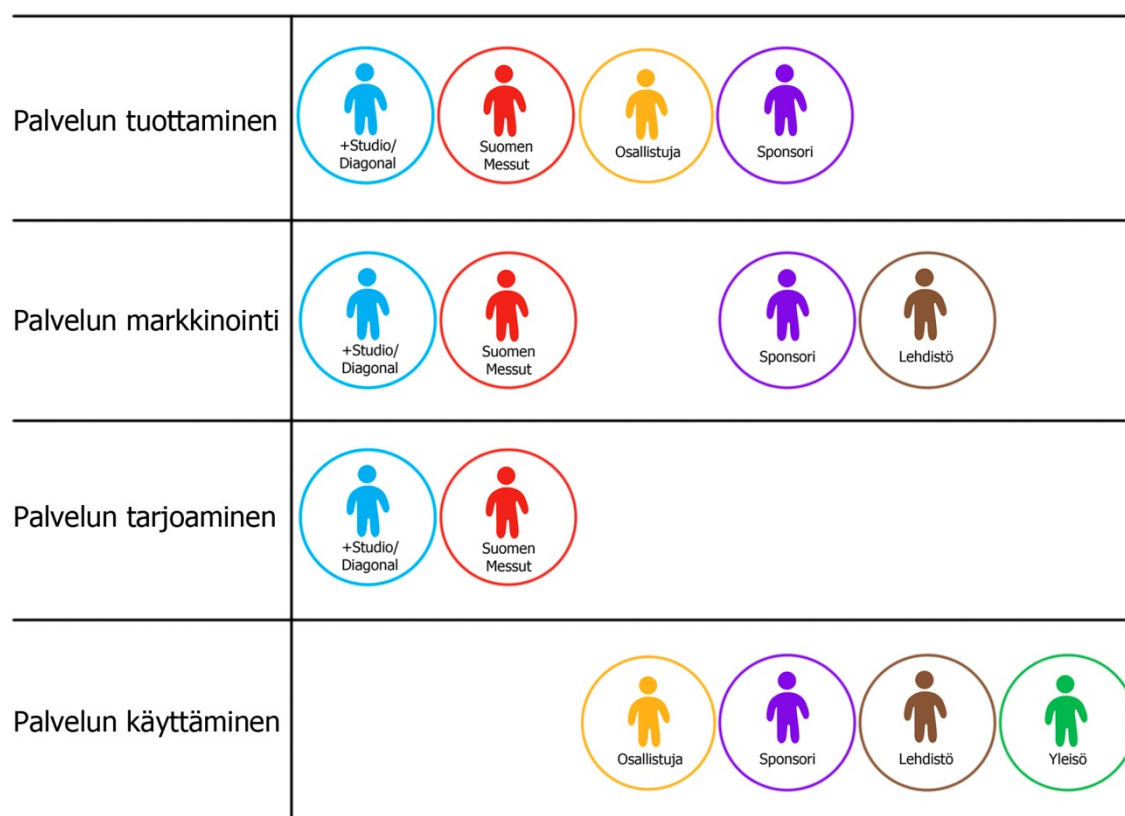 Palvelun tuottaminen
+Studio/
Diagonal
Suomen
Messut
Osallistuja
Sponsori
Palvelun markkinointi
+Studio/
Diagonal
Suomen
Messut
Sponsori
Lehdistö
Palvelun tarjoaminen
+Studio/
Diagonal
Suomen
Messut
Palvelun käyttäminen
Osallistuja
Sponsori
Lehdistö
Yleisö